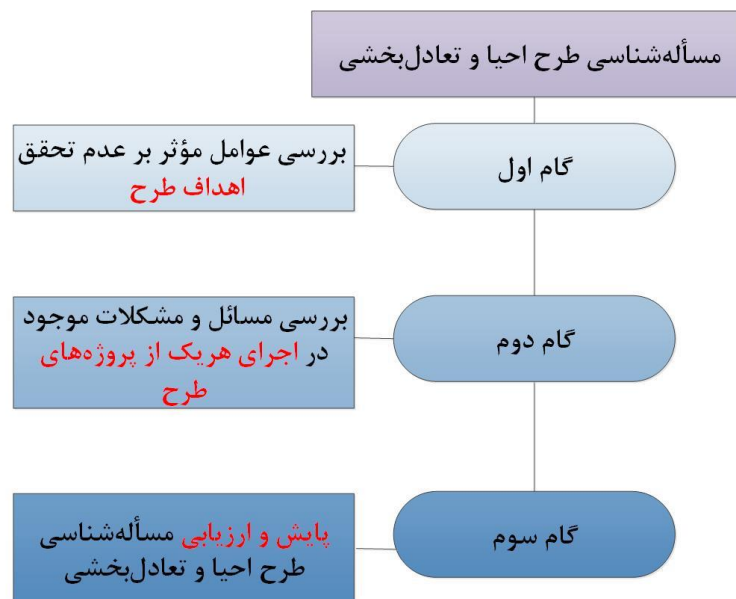 مسأله‌شناسی طرح احیا و تعادل‌بخشی
گام اول
بررسی عوامل مؤثر بر عدم تحقق
اهداف طرح
گام دوم
بررسی مسائل و مشکلات موجود
در اجرای هریک از پروژه‌های
طرح
گام سوم
پایش و ارزیابی مسأله‌شناسی
طرح احیا و تعادل‌بخشی